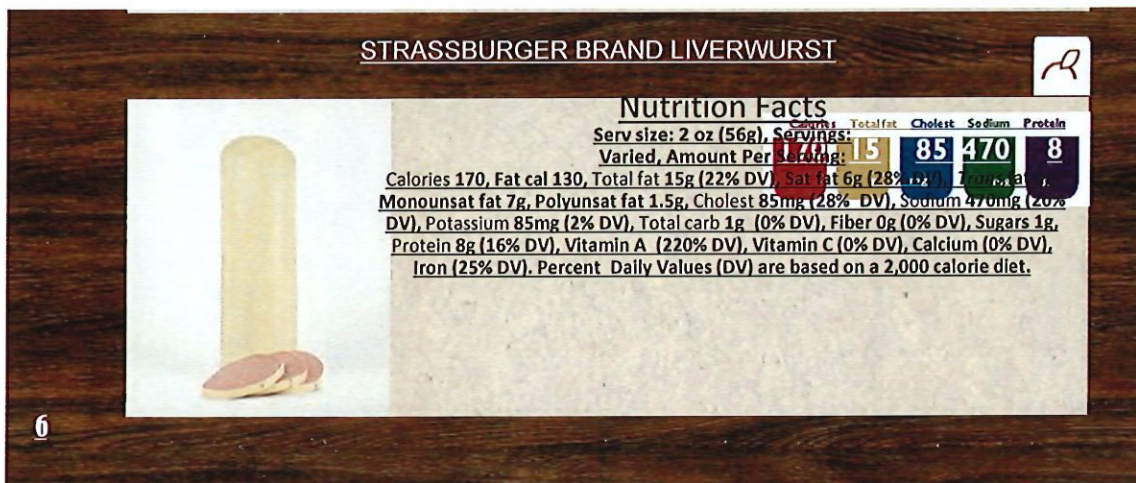 STRASSBURGER BRAND LIVERWURST
Nutrition Facts
Calories Total fat Cholest Sodium Protein
170 15 85 470 8
Serv size: 2 oz (56g), Servings:
Varied, Amount Per Serving:
Calories 170, Fat cal 130, Total fat 15g (22% DV), Sat fat 6g (28% DV), Trans fat
Monounsat fat 7g, Polyunsat fat 1.5g, Cholest 85mg (28% DV), Sodium 470mg (20%
DV), Potassium 85mg (2% DV), Total carb 1g (0% DV), Fiber 0g (0% DV), Sugars 1g,
Protein 8g (16% DV), Vitamin A (220% DV), Vitamin C (0% DV), Calcium (0% DV),
Iron (25% DV). Percent Daily Values (DV) are based on a 2,000 calorie diet.
6